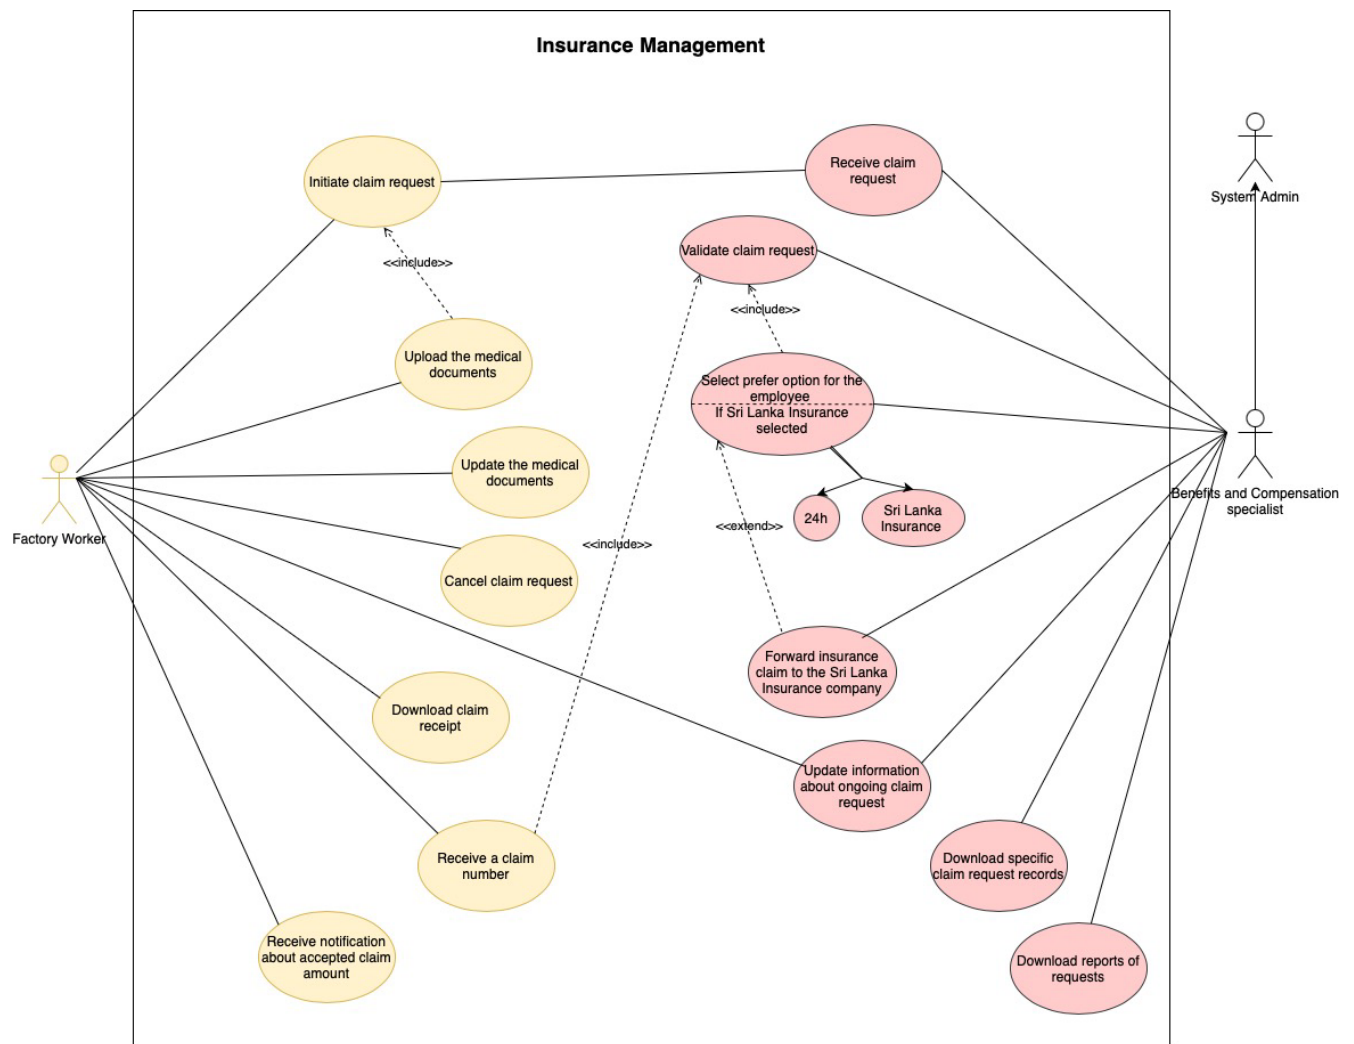 Insurance Management
Initiate claim request
Receive claim
request
System Admin
Validate claim request
<<include>>
<<include>>
Upload the medical
documents
Select prefer option for the
employee
If Sri Lanka Insurance
selected
Update the medical
documents
24h
Sri Lanka
Insurance
Benefits and Compensation
specialist
Factory Worker
<<extend>>
<<include>>
Cancel claim request
Forward insurance
claim to the Sri Lanka
Insurance company
Download claim
receipt
Update information
about ongoing claim
request
Receive a claim
number
Download specific
claim request records
Receive notification
about accepted claim
amount
Download reports of
requests